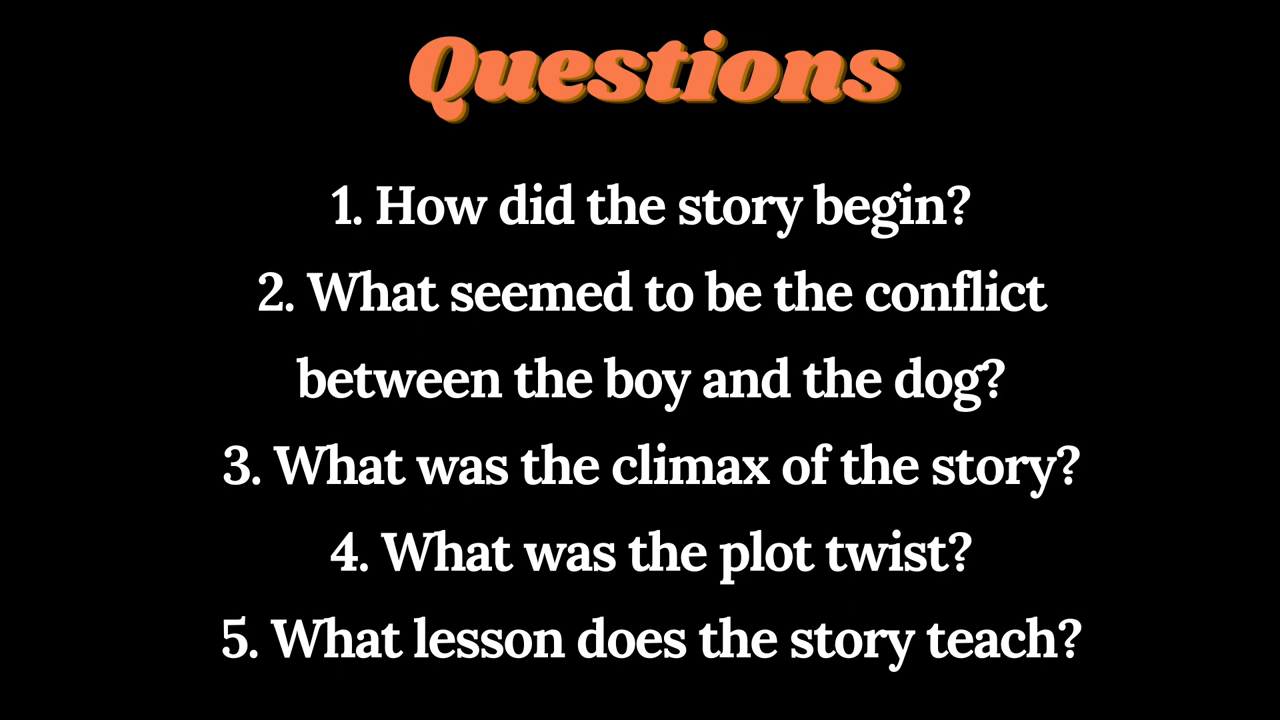 Questions
1. How did the story begin?
2. What seemed to be the conflict
between the boy and the dog?
3. What was the climax of the story?
4. What was the plot twist?
5. What lesson does the story teach?